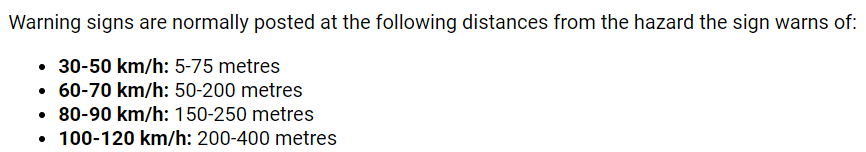 Warning signs are normally posted at the following distances from the hazard the sign warns of:
• 30-50 km/h: 5-75 metres
• 60-70 km/h: 50-200 metres
• 80-90 km/h: 150-250 metres
• 100-120 km/h: 200-400 metres